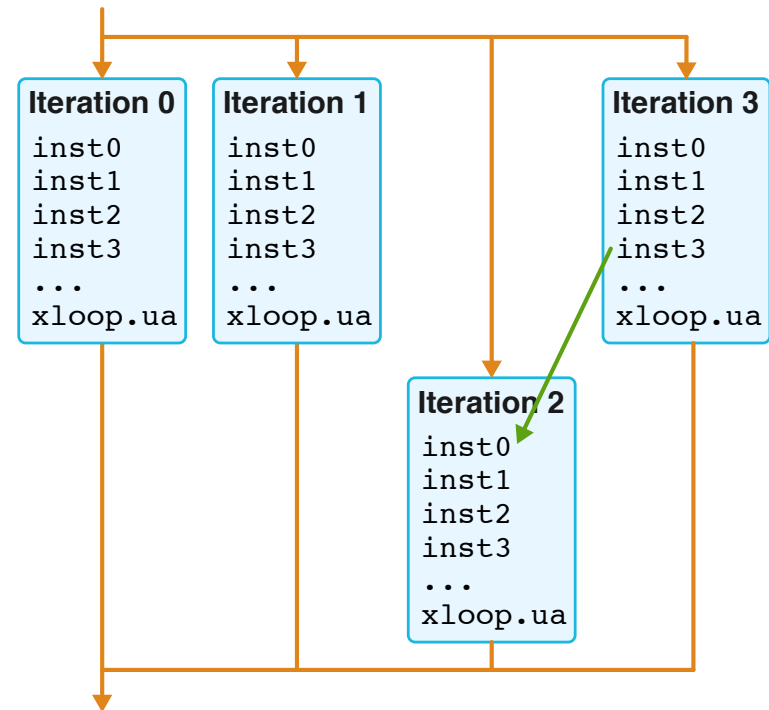 Iteration 0
inst0
inst1
inst2
inst3
...
xloop.ua
Iteration 1
inst0
inst1
inst2
inst3
...
xloop.ua
Iteration 3
inst0
inst1
inst2
inst3
...
xloop.ua
Iteration 2
inst0
inst1
inst2
inst3
...
xloop.ua